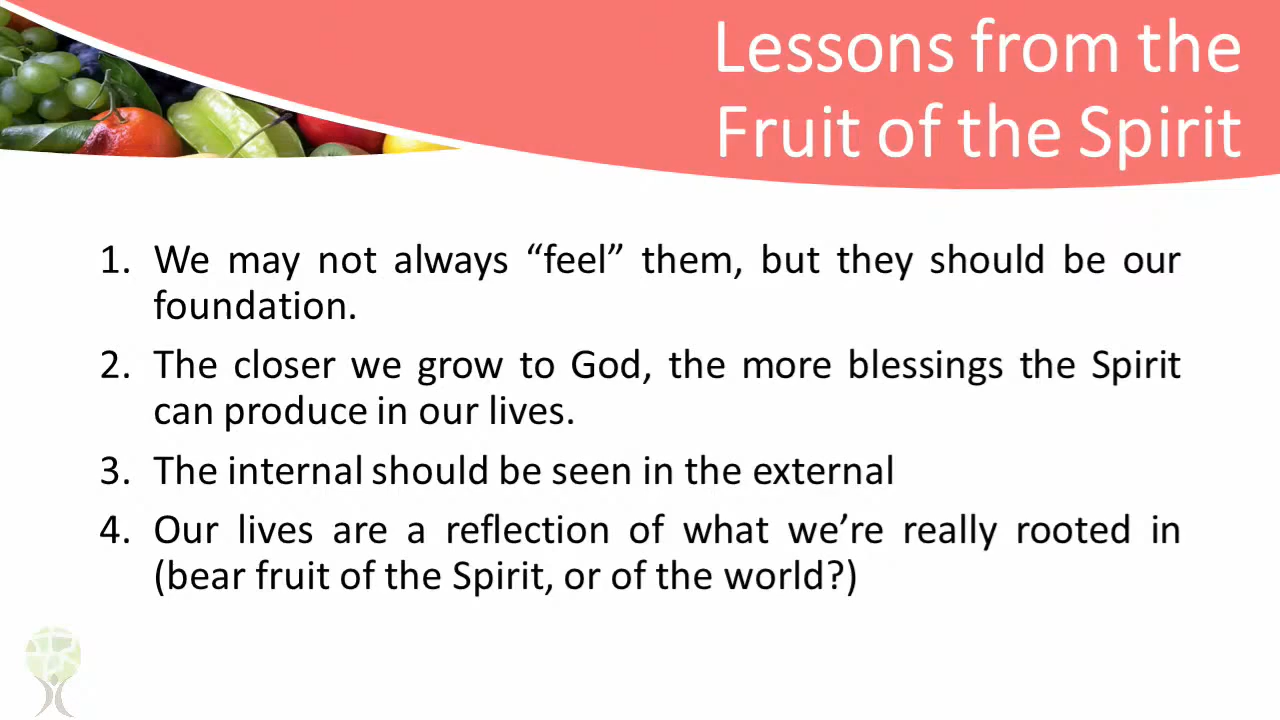 Lessons from the
Fruit of the Spirit
1. We may not always “feel” them, but they should be our
foundation.
2. The closer we grow to God, the more blessings the Spirit
can produce in our lives.
3. The internal should be seen in the external
4. Our lives are a reflection of what we’re really rooted in
(bear fruit of the Spirit, or of the world?)